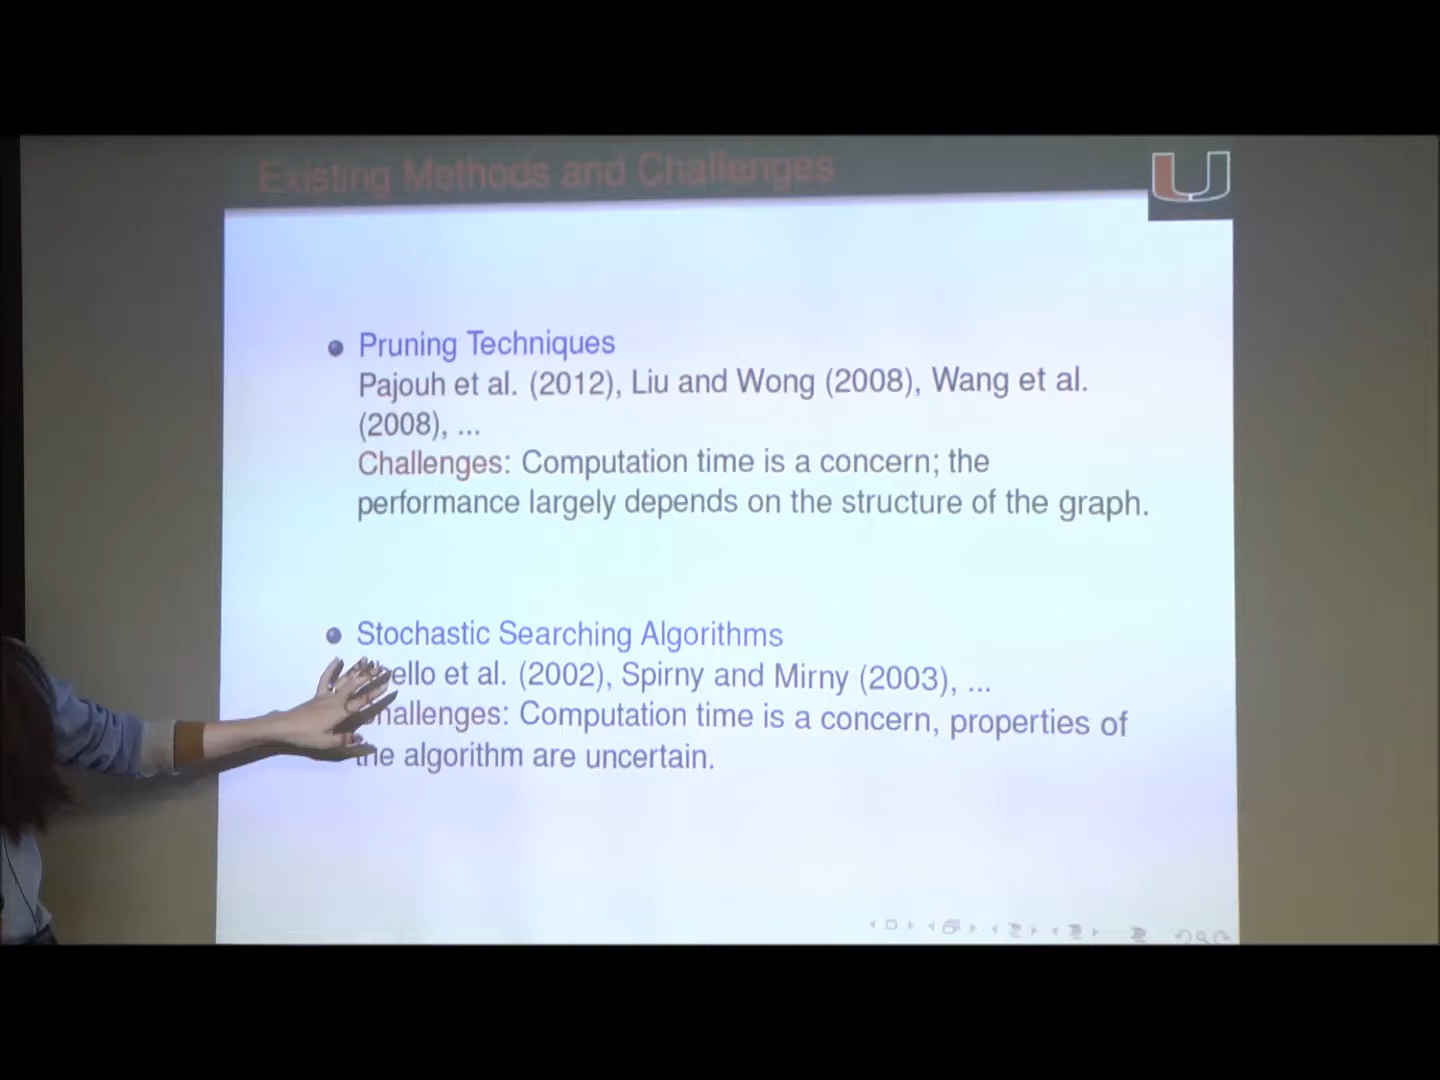 Existing Methods and Challenges
Pruning Techniques
Pajouh et al. (2012), Liu and Wong (2008), Wang et al.
(2008), ...
Challenges: Computation time is a concern; the
performance largely depends on the structure of the graph.
Stochastic Searching Algorithms
et al. (2002), Spirny and Mirny (2003), ...
Challenges: Computation time is a concern, properties of
the algorithm are uncertain.